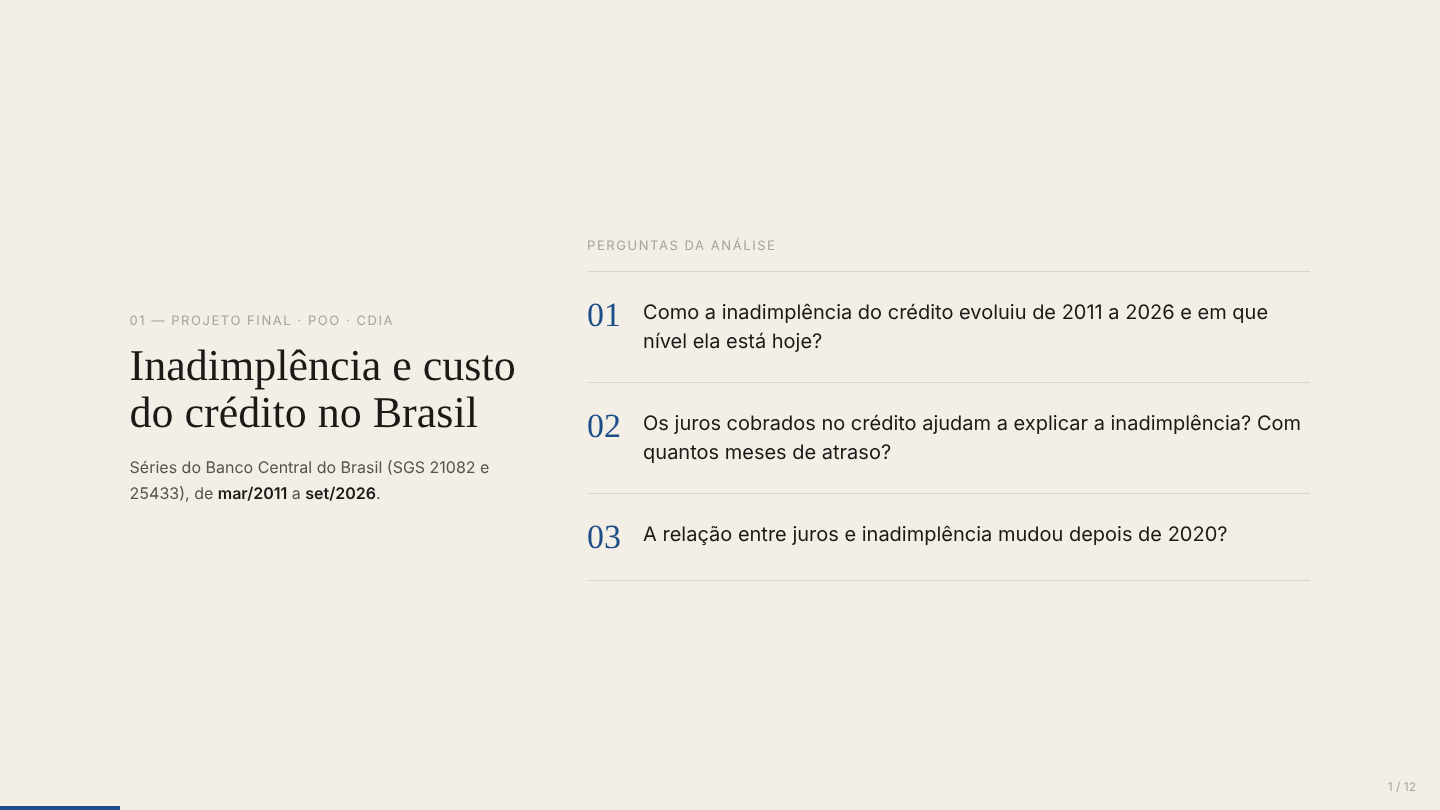 01 — PROJETO FINAL · POO · CDIA
Inadimplência e custo
do crédito no Brasil
Séries do Banco Central do Brasil (SGS 21082 e
25433), de mar/2011 a set/2026.
PERGUNTAS DA ANÁLISE
01 Como a inadimplência do crédito evoluiu de 2011 a 2026 e em que
nível ela está hoje?
02 Os juros cobrados no crédito ajudam a explicar a inadimplência? Com
quantos meses de atraso?
03 A relação entre juros e inadimplência mudou depois de 2020?
1 / 12